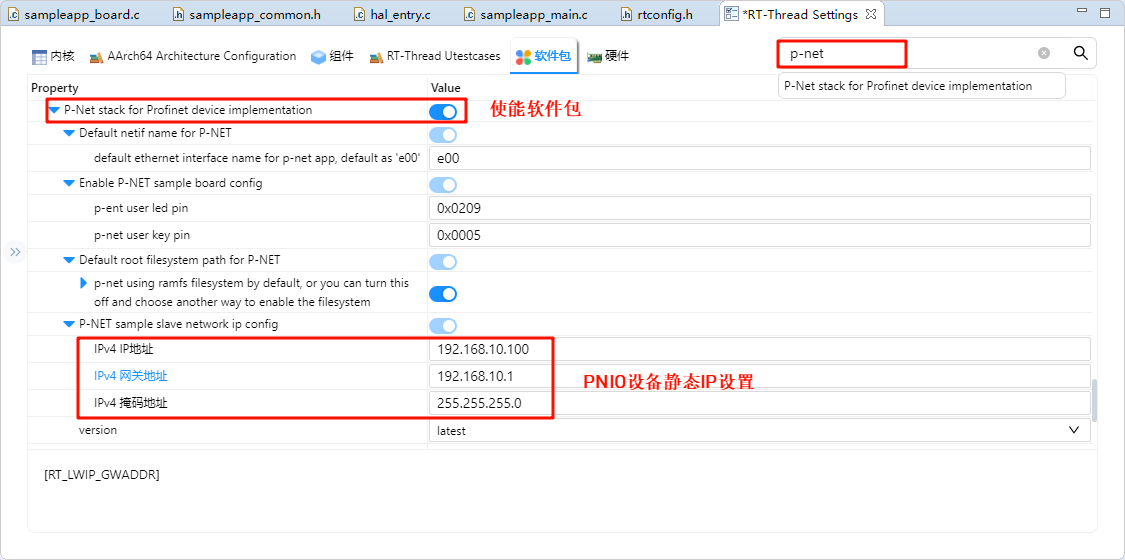 sampleapp_board.c sampleapp_common.h hal_entry.c sampleapp_main.c rtconfig.h *RT-Thread Settings
内核 AArch64 Architecture Configuration 组件 RT-Thread Utestcases 软件包 硬件 p-net
P-Net stack for Profinet device implementation
Property Value
P-Net stack for Profinet device implementation 使能软件包
Default netif name for P-NET
default ethernet interface name for p-net app, default as 'e00' e00
Enable P-NET sample board config
p-ent user led pin 0x0209
p-net user key pin 0x0005
Default root filesystem path for P-NET
p-net using ramfs filesystem by default, or you can turn this
off and choose another way to enable the filesystem
P-NET sample slave network ip config
IPv4 IP地址 192.168.10.100
IPv4 网关地址 192.168.10.1 PNIO设备静态IP设置
IPv4 掩码地址 255.255.255.0
version latest
[RT_LWIP_GWADDR]